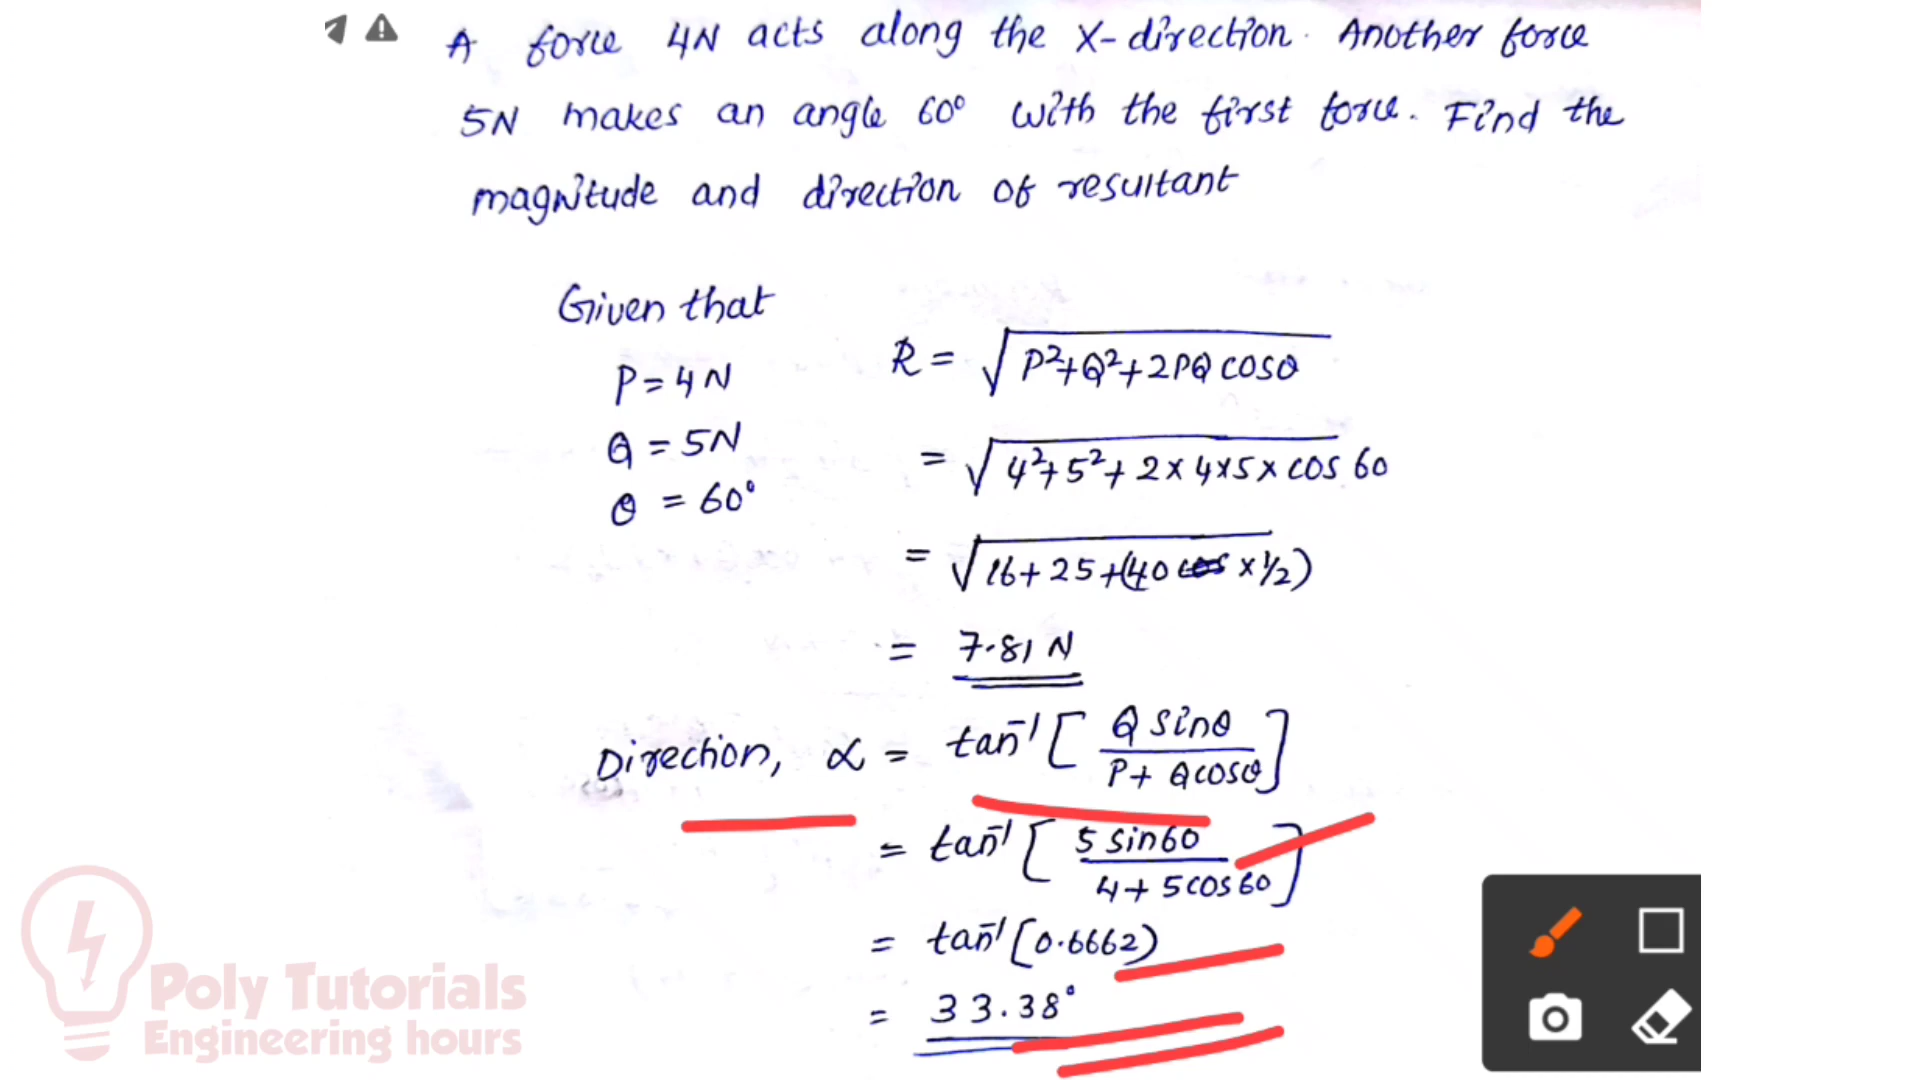 A force 4N acts along the X-direction. Another force
5N makes an angle 60° with the first force. Find the
magnitude and direction of resultant
Given that
P = 4N
Q = 5N
θ = 60°
R = √P²+Q²+2PQ cosθ
= √4²+5²+2×4×5×cos 60
= √16+25+(40 cos ×1/2)
= 7.81 N
Direction, α = tan⁻¹[Q sinθ / P+Qcosθ]
= tan⁻¹[5 sin60 / 4+5cos60]
= tan⁻¹(0.6662)
= 33.38°
Poly Tutorials
Engineering hours